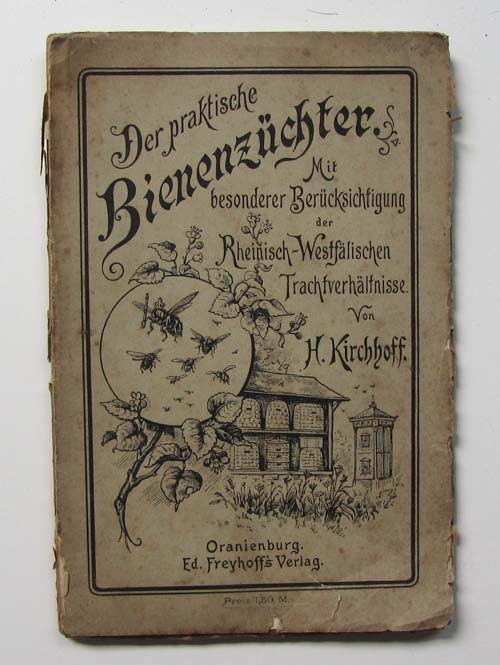 Der praktische
Bienenzüchter.
Mit
besonderer Berücksichtigung
der
Rheinisch-Westfälischen
Trachtverhältnisse.
Von
H. Kirchhoff.
Oranienburg.
Ed. Freyhoff's Verlag.
Preis 1,50 M.